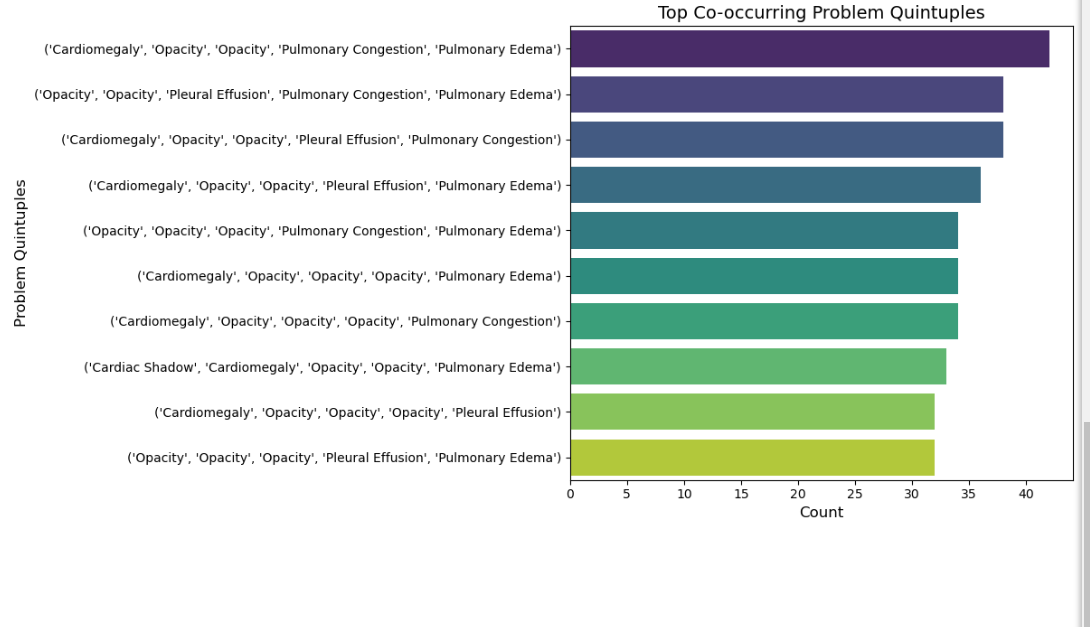 Top Co-occurring Problem Quintuples
('Cardiomegaly', 'Opacity', 'Opacity', 'Pulmonary Congestion', 'Pulmonary Edema')
('Opacity', 'Opacity', 'Pleural Effusion', 'Pulmonary Congestion', 'Pulmonary Edema')
('Cardiomegaly', 'Opacity', 'Opacity', 'Pleural Effusion', 'Pulmonary Congestion')
('Cardiomegaly', 'Opacity', 'Opacity', 'Pleural Effusion', 'Pulmonary Edema')
('Opacity', 'Opacity', 'Opacity', 'Pulmonary Congestion', 'Pulmonary Edema')
('Cardiomegaly', 'Opacity', 'Opacity', 'Opacity', 'Pulmonary Edema')
('Cardiomegaly', 'Opacity', 'Opacity', 'Opacity', 'Pulmonary Congestion')
('Cardiac Shadow', 'Cardiomegaly', 'Opacity', 'Opacity', 'Pulmonary Edema')
('Cardiomegaly', 'Opacity', 'Opacity', 'Opacity', 'Pleural Effusion')
('Opacity', 'Opacity', 'Opacity', 'Pleural Effusion', 'Pulmonary Edema')
Problem Quintuples
0 5 10 15 20 25 30 35 40
Count